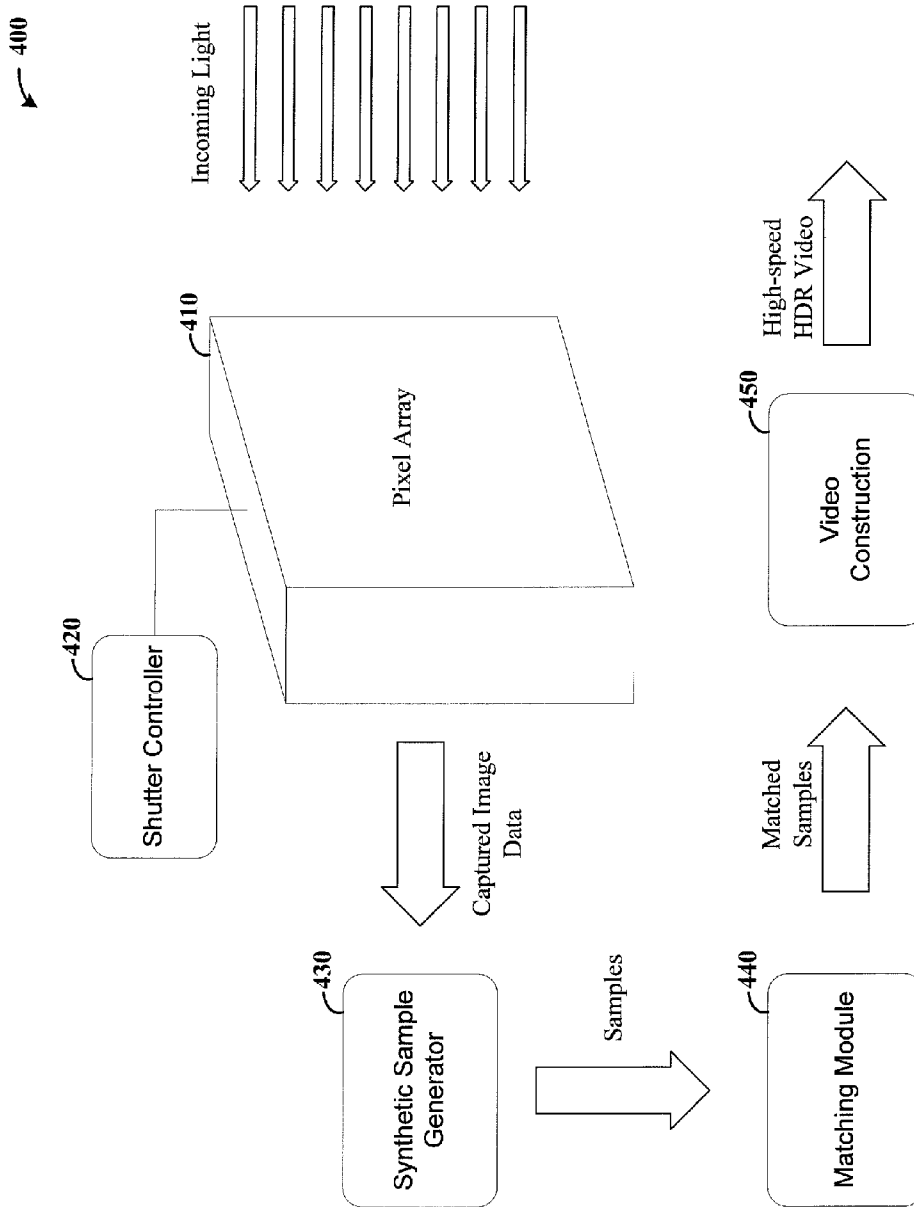 400
Incoming Light
410
Pixel Array
420
Shutter Controller
Captured Image
Data
430
Synthetic Sample
Generator
Samples
440
Matching Module
Matched
Samples
450
Video
Construction
High-speed
HDR Video